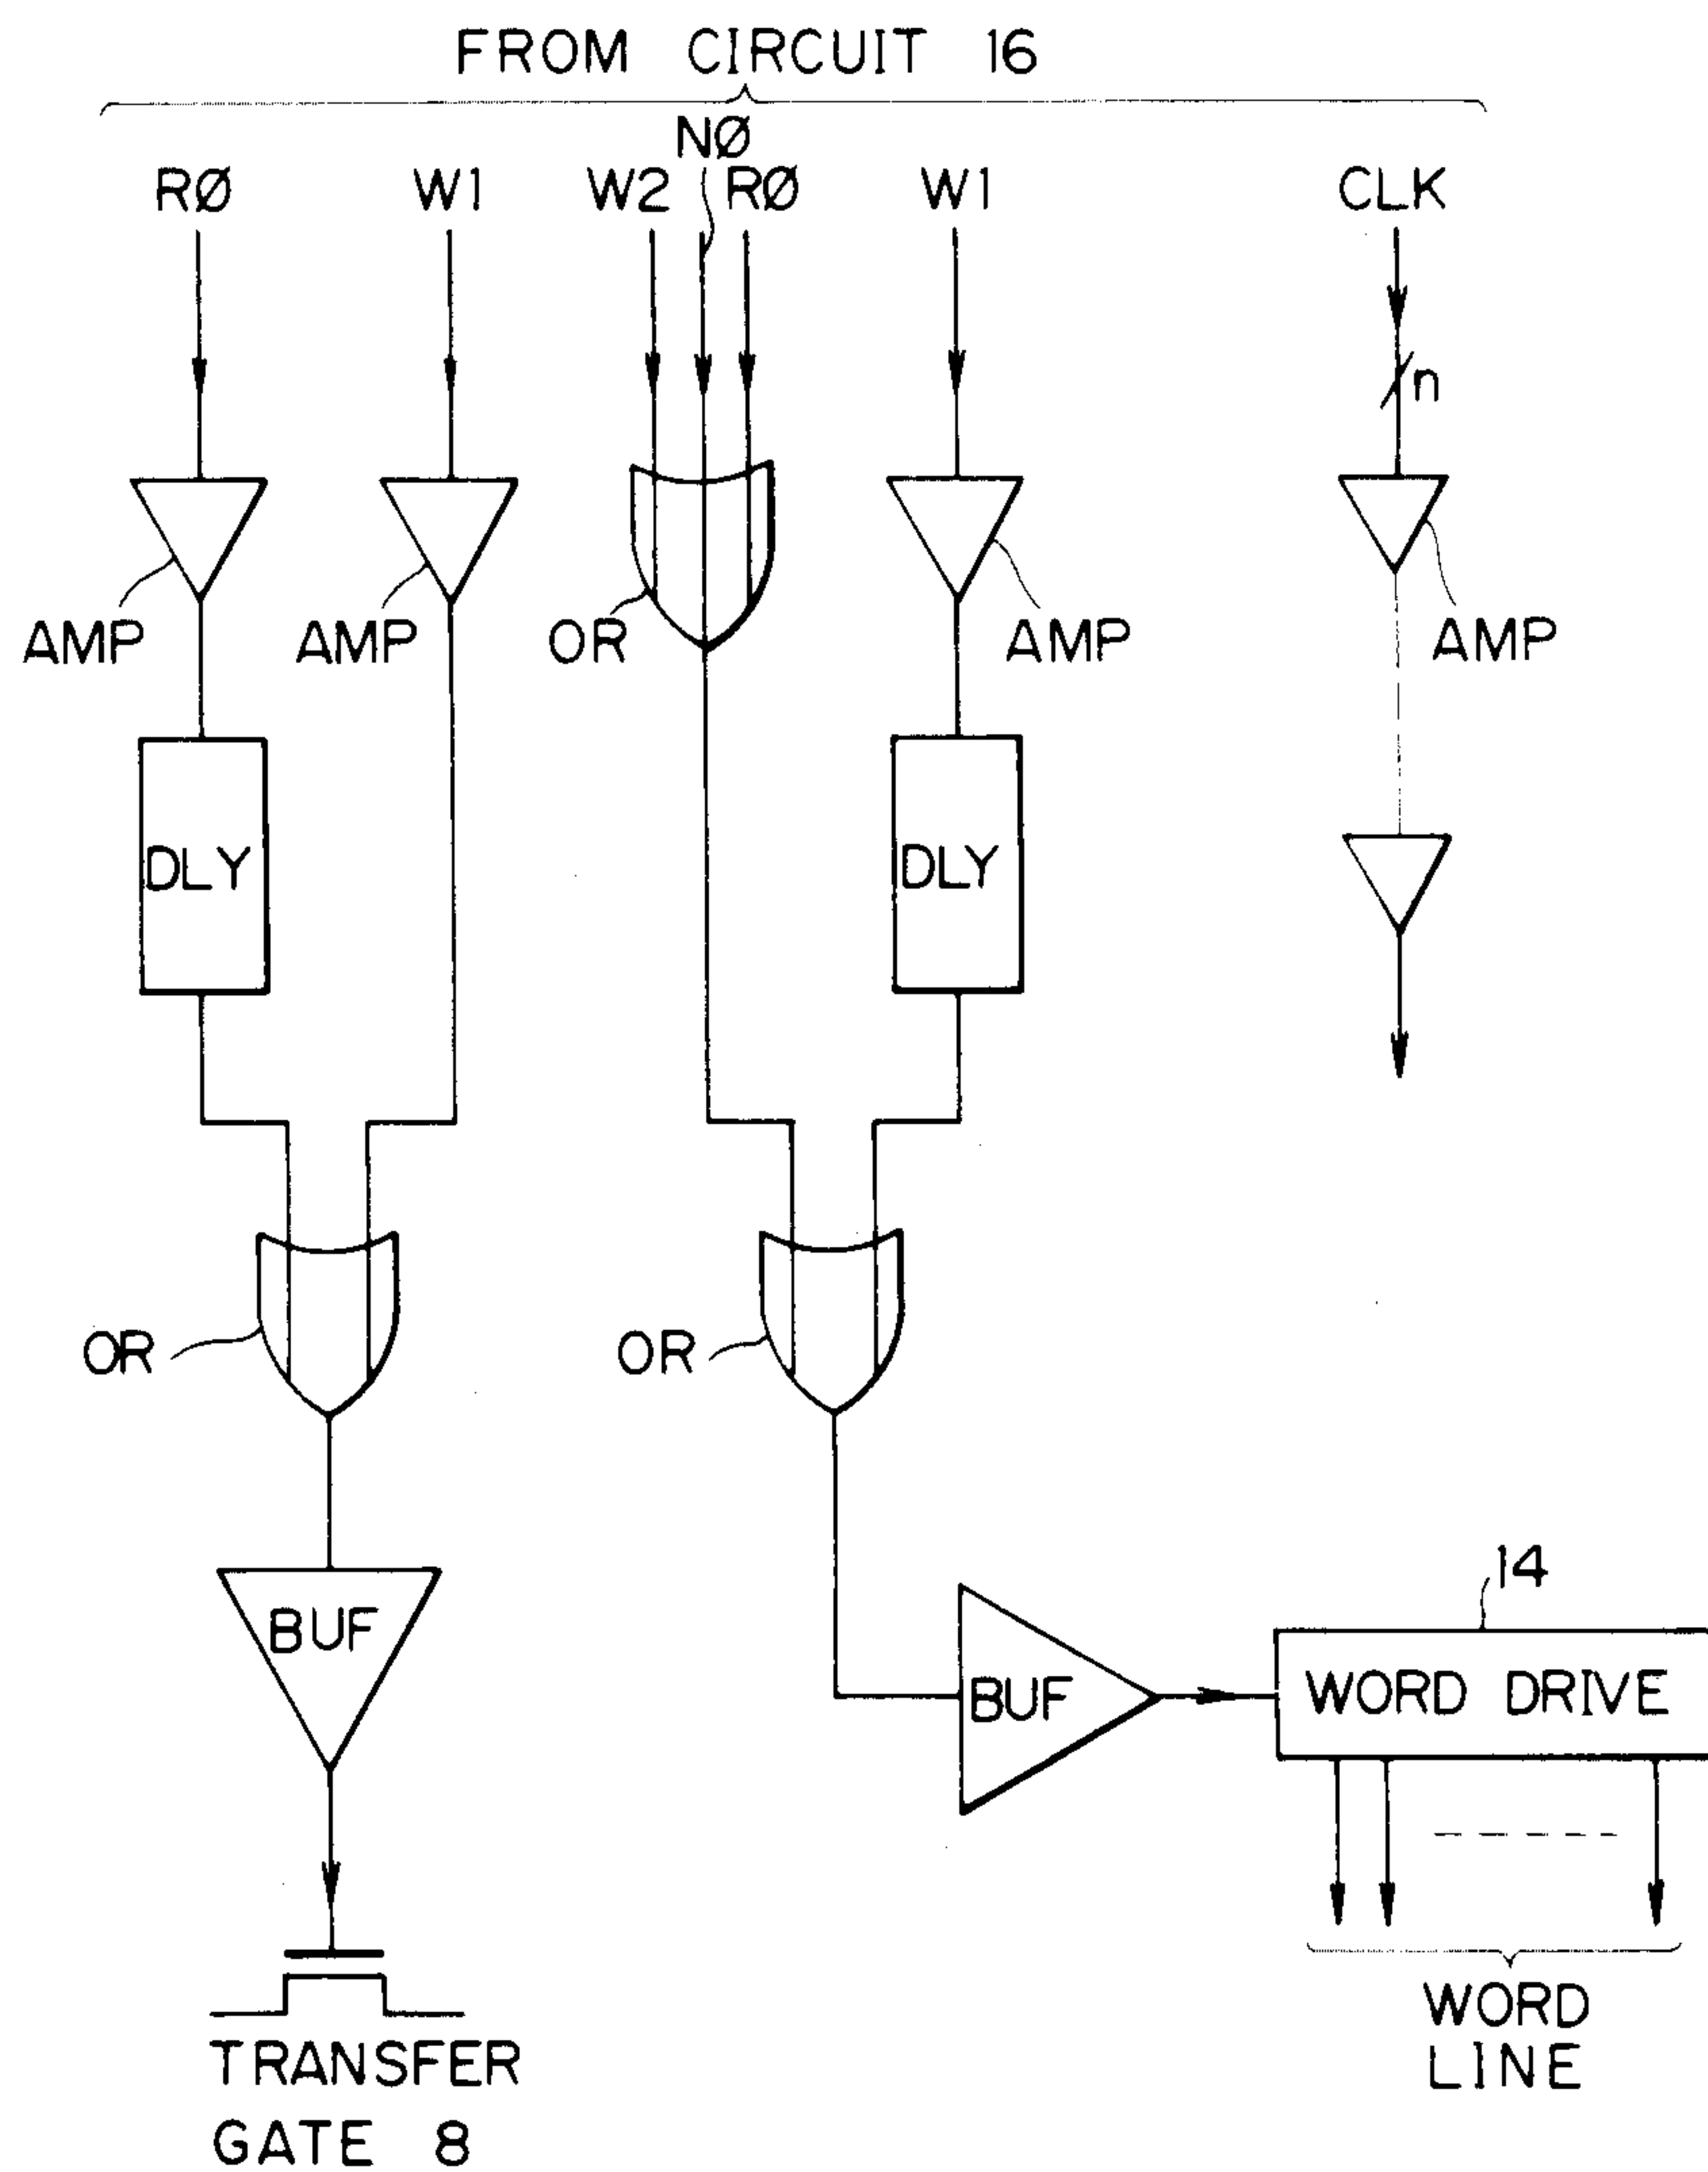 FROM CIRCUIT 16
NØ
RØ W1 W2 RØ W1 CLK
n
AMP AMP OR AMP AMP
DLY DLY
OR OR
BUF
14
BUF WORD DRIVE
WORD
LINE
TRANSFER
GATE 8